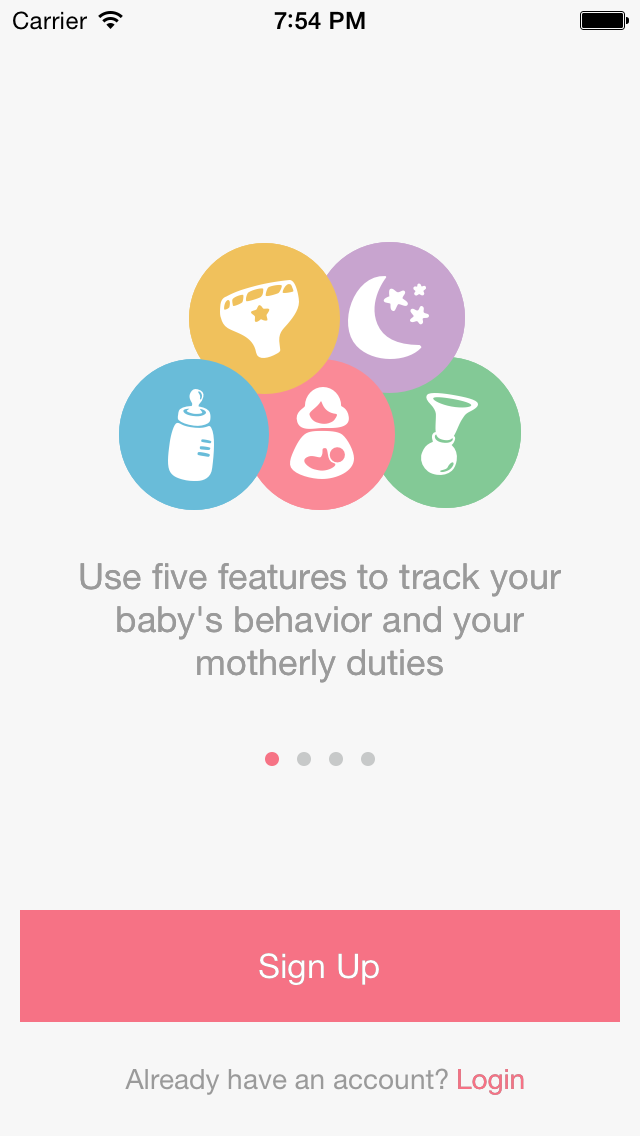 Carrier 7:54 PM
Use five features to track your
baby's behavior and your
motherly duties
Sign Up
Already have an account? Login